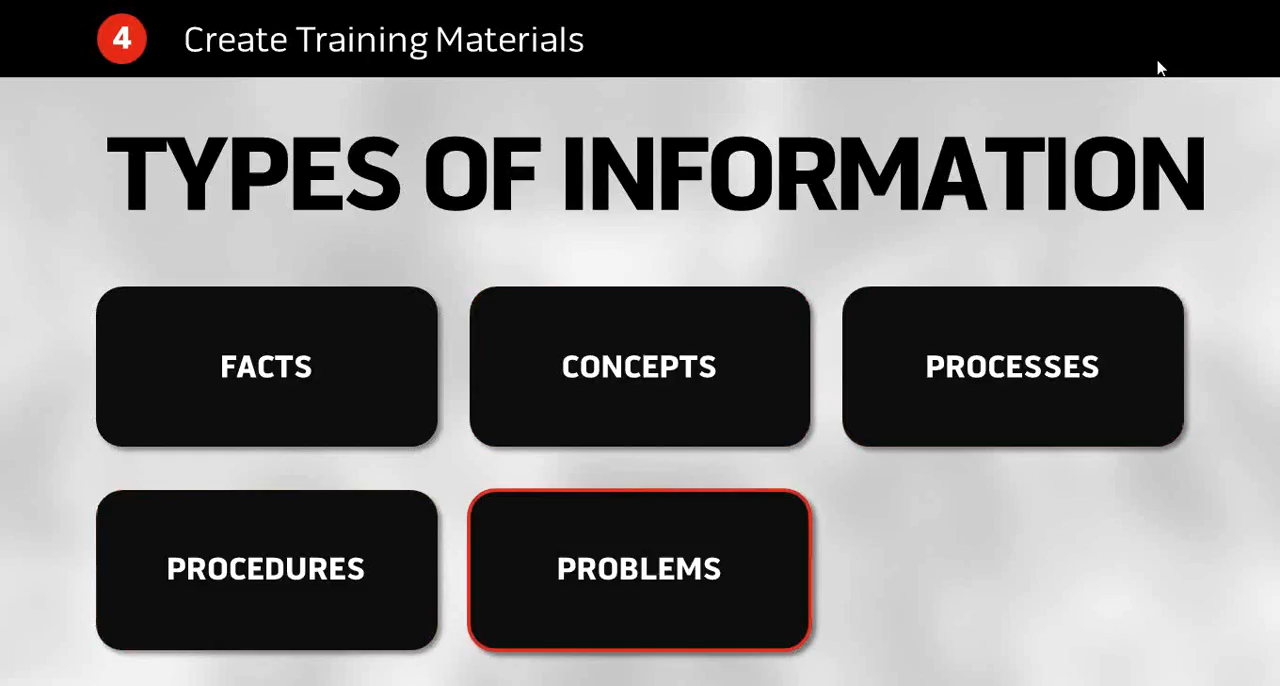 4 Create Training Materials
TYPES OF INFORMATION
FACTS
CONCEPTS
PROCESSES
PROCEDURES
PROBLEMS